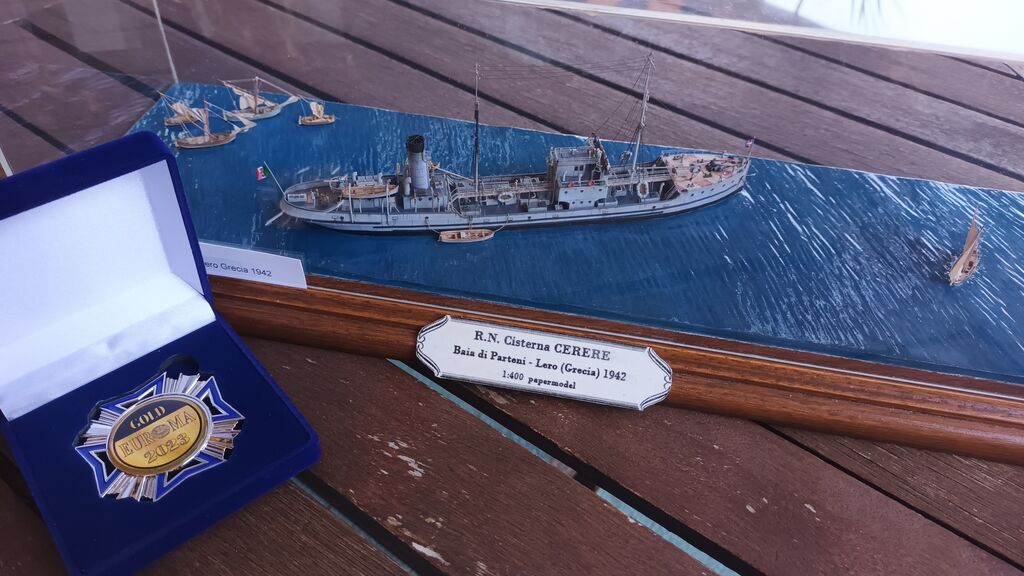 ero Grecia 1942
R.N. Cisterna CERERE
Baia di Parteni - Lero (Grecia) 1942
1:400 papermodel
GOLD
EUROMA
2023